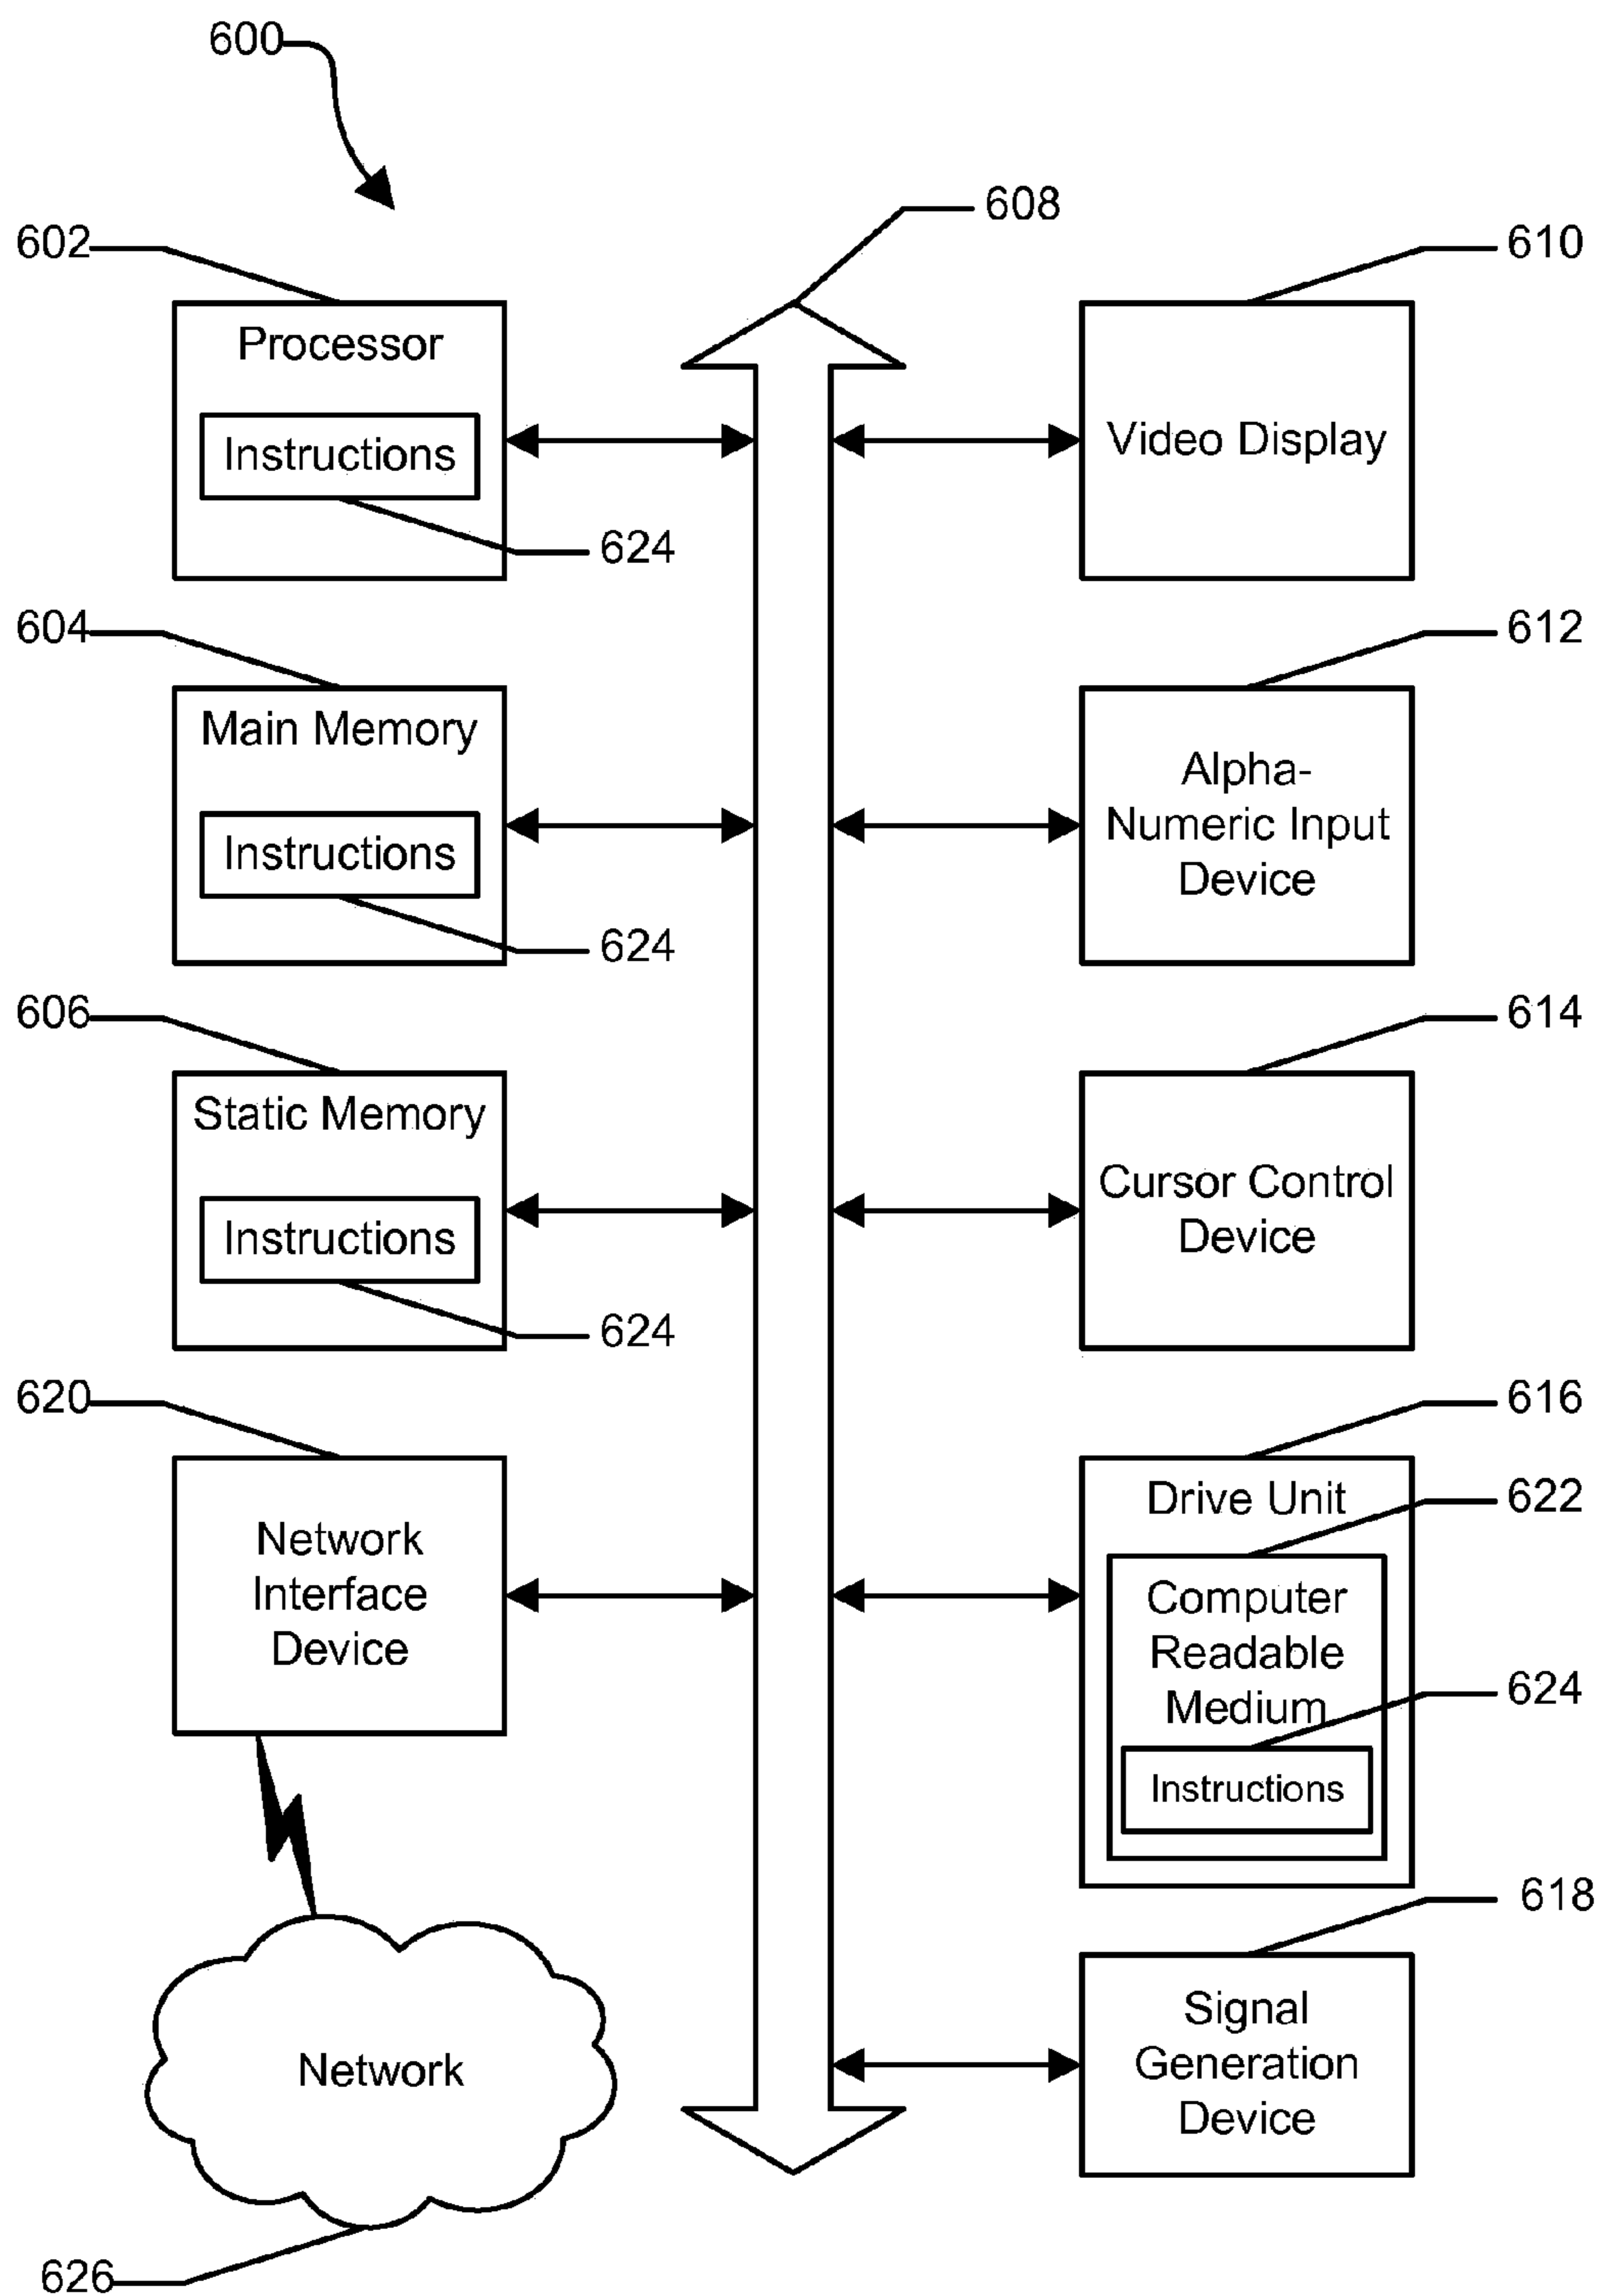 600
608
602
610
Processor
Instructions
Video Display
624
604
612
Main Memory
Instructions
Alpha-
Numeric Input
Device
624
606
614
Static Memory
Instructions
Cursor Control
Device
624
620
616
Network
Interface
Device
Drive Unit
622
Computer
Readable
Medium
624
Instructions
618
Network
Signal
Generation
Device
626